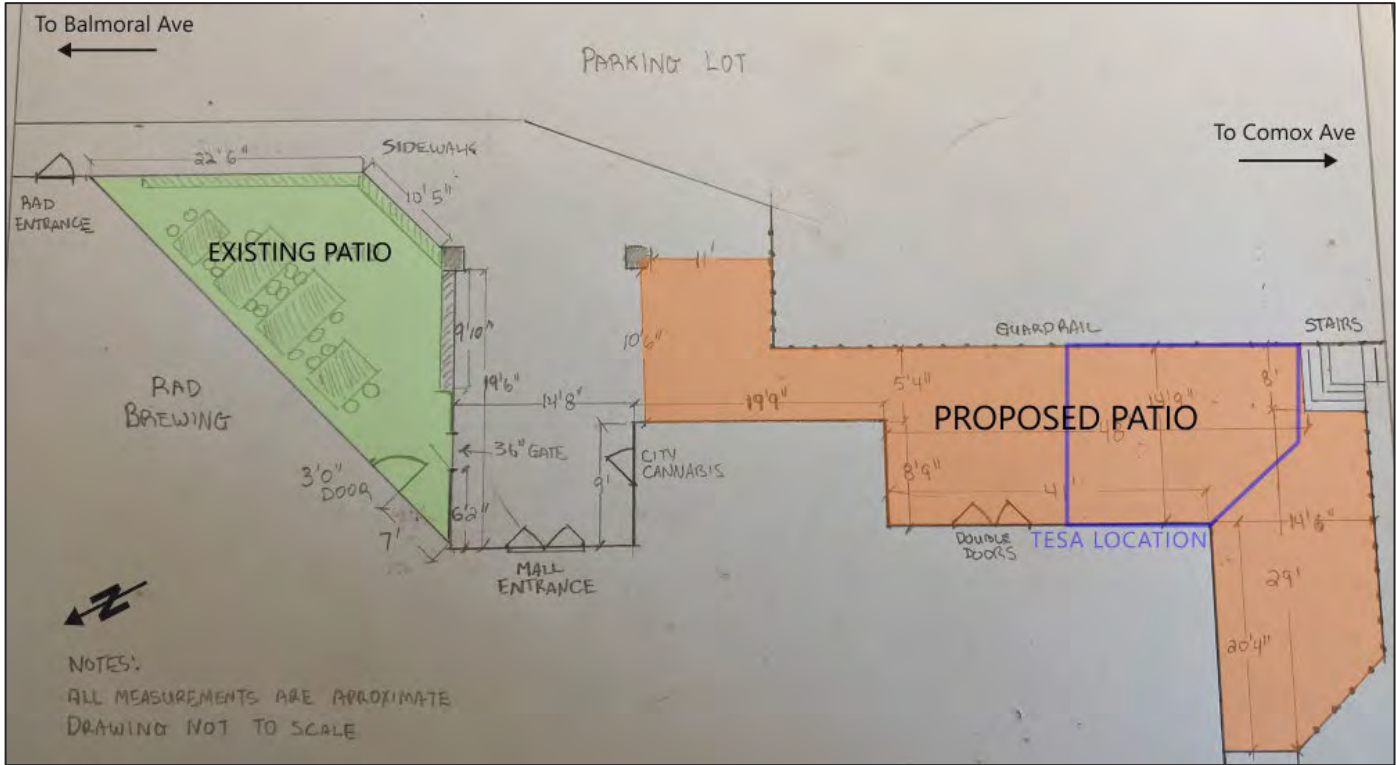 To Balmoral Ave
PARKING LOT
To Comox Ave
22'6"
SIDEWALK
10'5"
RAD
ENTRANCE
EXISTING PATIO
11'
9'10"
10'6"
GUARDRAIL
STAIRS
RAD
BREWING
19'6"
14'8"
19'9"
5'4"
14'9"
8'
PROPOSED PATIO
36" GATE
CITY
CANNABIS
3'0"
DOOR
6'2"
9'
8'9"
7'
MALL
ENTRANCE
DOUBLE
DOORS
TESA LOCATION
14'6"
29'
20'4"
N
NOTES:
ALL MEASUREMENTS ARE APROXIMATE
DRAWING NOT TO SCALE